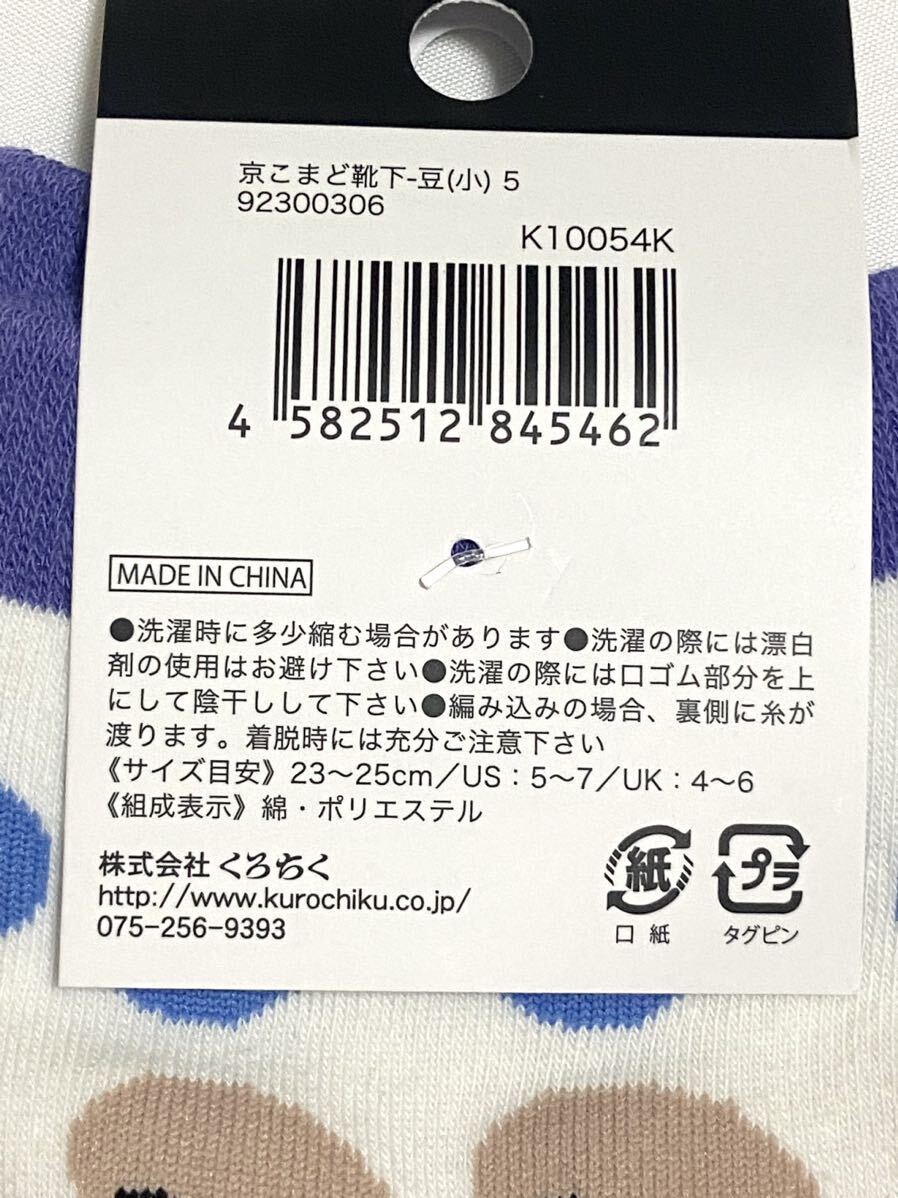 京こまど靴下-豆(小) 5
92300306
K10054K
4 582512 845462
MADE IN CHINA
●洗濯時に多少縮む場合があります●洗濯の際には漂白
剤の使用はお避け下さい●洗濯の際には口ゴム部分を上
にして陰干しして下さい●編み込みの場合、裏側に糸が
渡ります。着脱時には充分ご注意下さい
《サイズ目安》23～25cm／US：5～7／UK：4～6
《組成表示》綿・ポリエステル
株式会社 くろちく
http://www.kurochiku.co.jp/
075-256-9393
紙
口 紙
プラ
タグピン